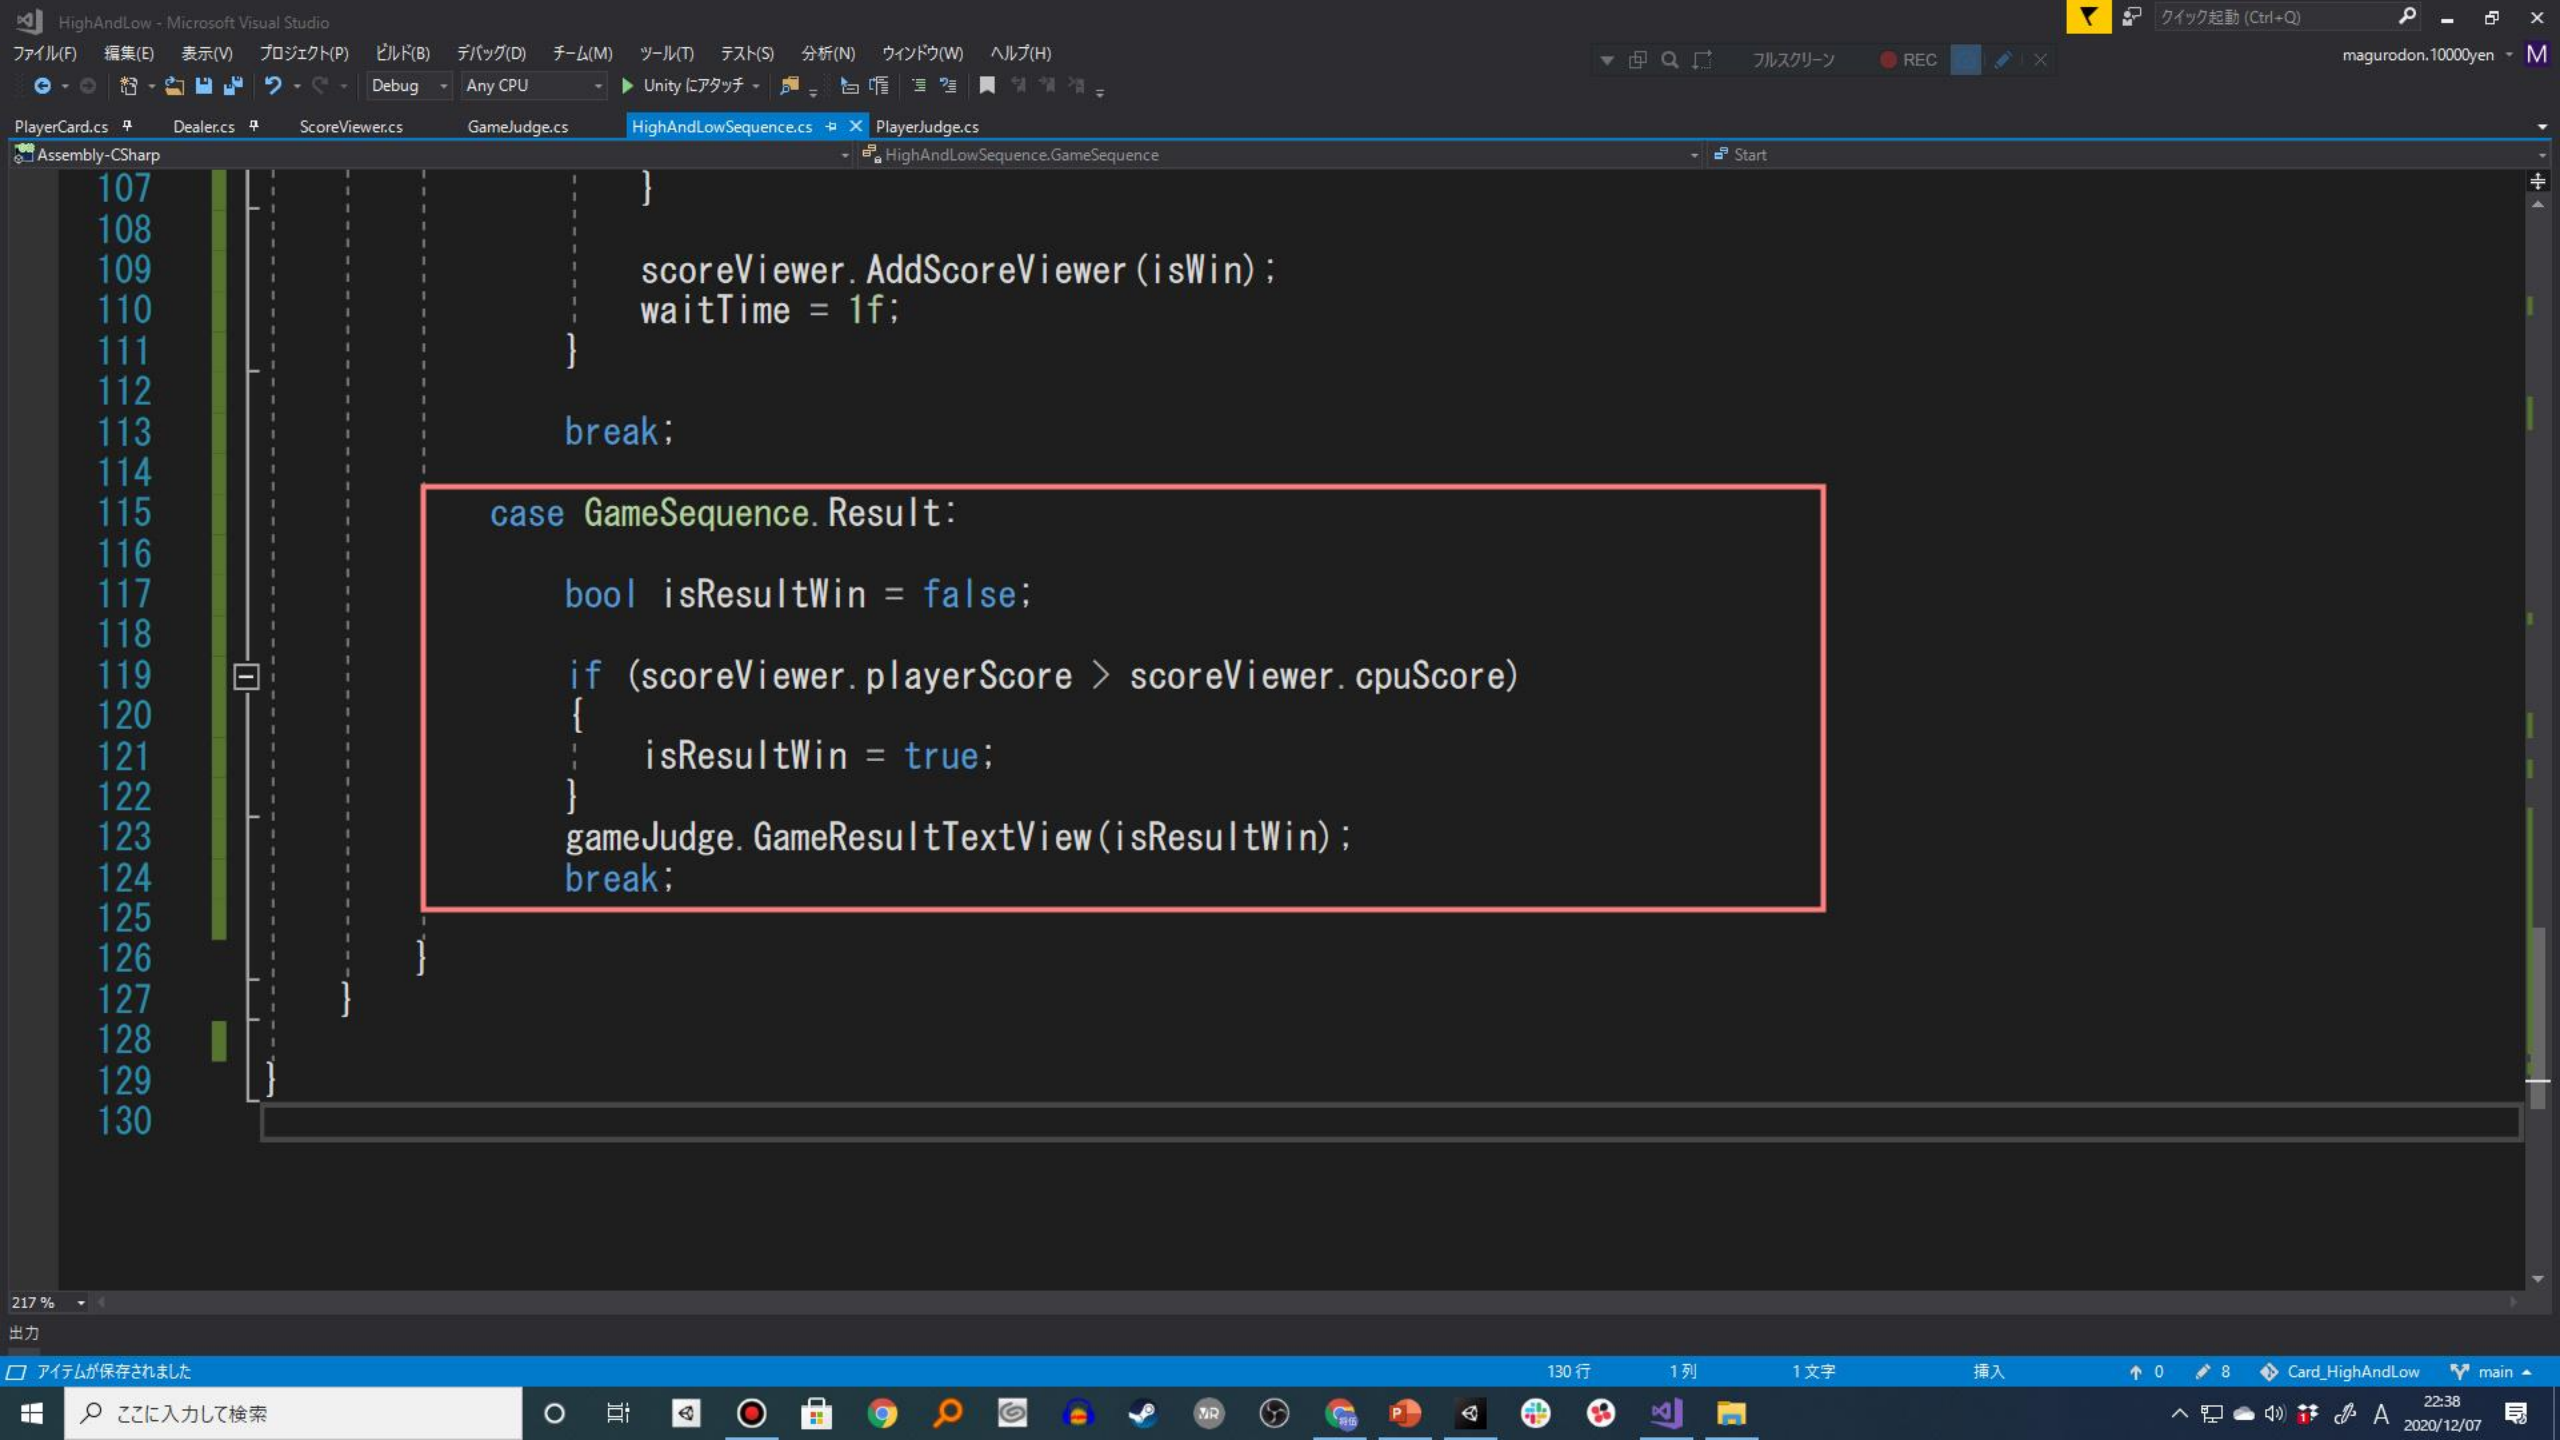 HighAndLow - Microsoft Visual Studio
クイック起動 (Ctrl+Q)
ファイル(F) 編集(E) 表示(V) プロジェクト(P) ビルド(B) デバッグ(D) チーム(M) ツール(T) テスト(S) 分析(N) ウィンドウ(W) ヘルプ(H)
フルスクリーン REC
magurodon.10000yen M
Debug Any CPU Unity にアタッチ
PlayerCard.cs Dealer.cs ScoreViewer.cs GameJudge.cs HighAndLowSequence.cs PlayerJudge.cs
Assembly-CSharp HighAndLowSequence.GameSequence Start
107 }
108
109 scoreViewer.AddScoreViewer(isWin);
110 waitTime = 1f;
111 }
112
113 break;
114
115 case GameSequence.Result:
116
117 bool isResultWin = false;
118
119 if (scoreViewer.playerScore > scoreViewer.cpuScore)
120 {
121 isResultWin = true;
122 }
123 gameJudge.GameResultTextView(isResultWin);
124 break;
125
126 }
127 }
128
129 }
130
217 %
出力
アイテムが保存されました 130 行 1 列 1 文字 挿入 0 8 Card_HighAndLow main
ここに入力して検索
A 22:38
2020/12/07